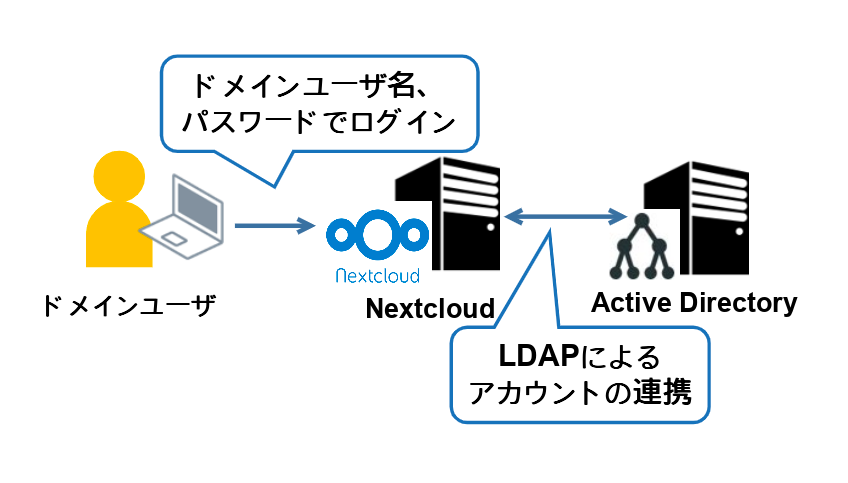 ドメインユーザ名、
パスワードでログイン
Nextcloud
ドメインユーザ
Nextcloud
Active Directory
LDAPによる
アカウントの連携